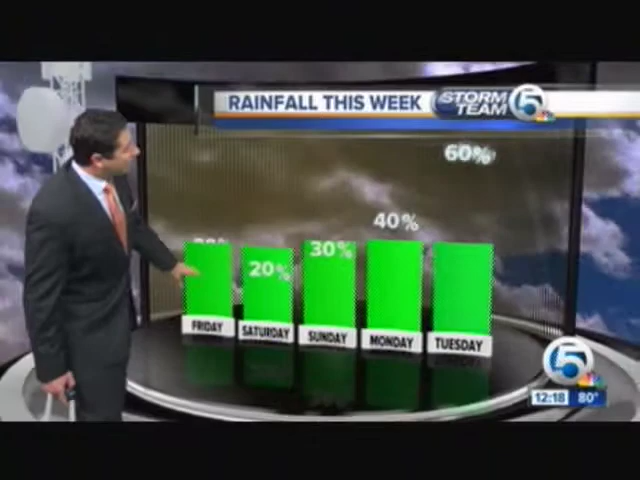 RAINFALL THIS WEEK
STORM
TEAM
5
60%
40%
30%
20%
FRIDAY
SATURDAY
SUNDAY
MONDAY
TUESDAY
5
12:18
80°